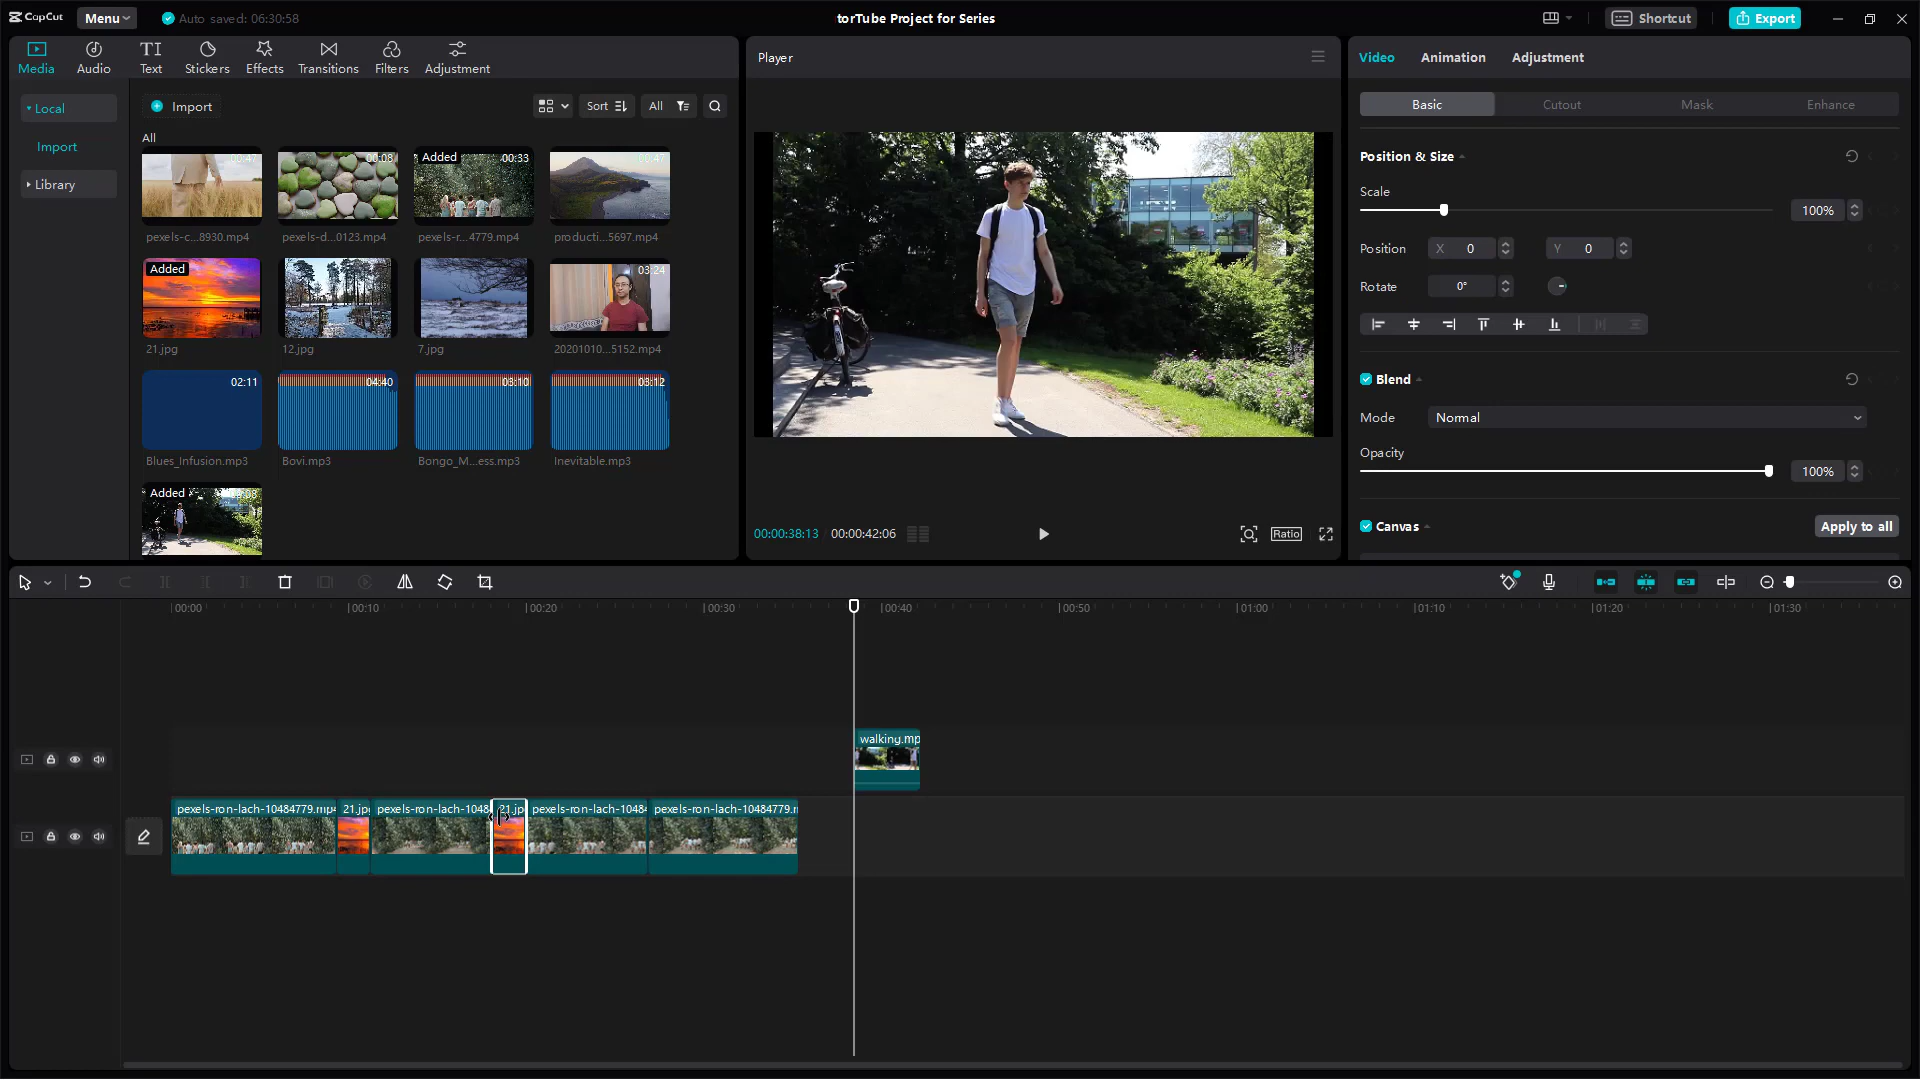 CapCut
Menu
Auto saved: 06:30:58
torTube Project for Series
Shortcut
Export
Media
Audio
Text
Stickers
Effects
Transitions
Filters
Adjustment
Local
Import
Library
Import
Sort
All
All
00:47
pexels-c...8930.mp4
00:08
pexels-d...0123.mp4
Added
00:33
pexels-r...4779.mp4
00:47
producti...5697.mp4
Added
21.jpg
12.jpg
7.jpg
03:24
20201010...5152.mp4
02:11
Blues_Infusion.mp3
04:40
Bovi.mp3
03:10
Bongo_M...ess.mp3
03:12
Inevitable.mp3
Added
Player
00:00:38:13
00:00:42:06
Ratio
Video
Animation
Adjustment
Basic
Cutout
Mask
Enhance
Position & Size
Scale
100%
Position
X 0
Y 0
Rotate
0°
Blend
Mode
Normal
Opacity
100%
Canvas
Apply to all
00:00
00:10
00:20
00:30
00:40
00:50
01:00
01:10
01:20
01:30
walking.mp
pexels-ron-lach-10484779.mp4
21.jpg
pexels-ron-lach-1048
21.jpg
pexels-ron-lach-1048
pexels-ron-lach-10484779.m